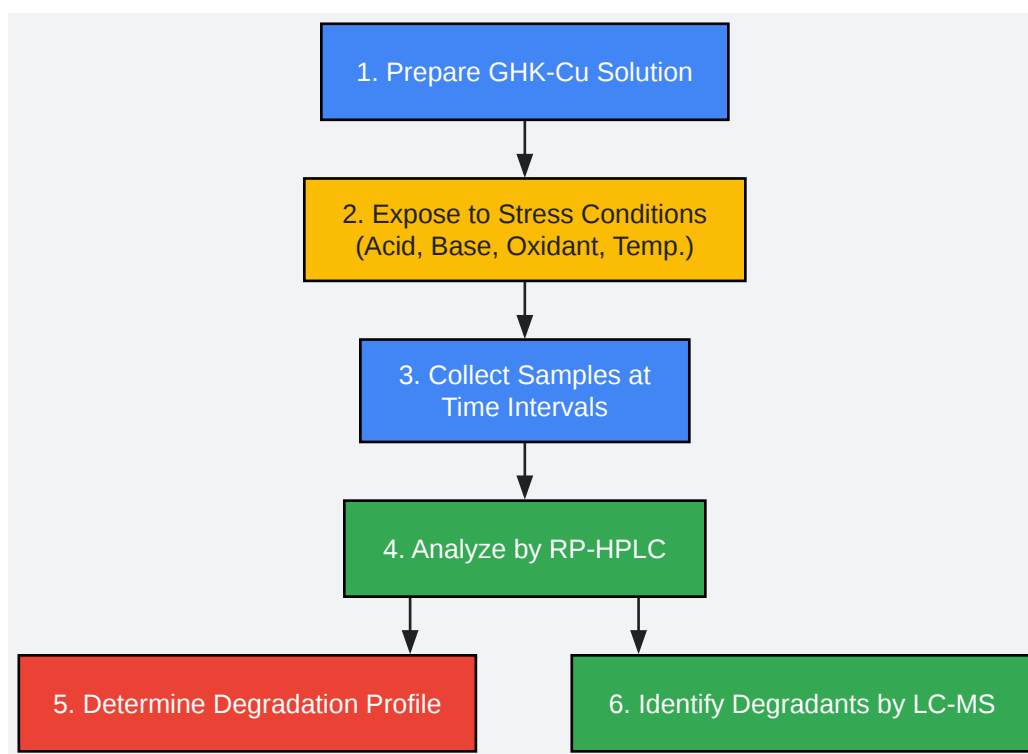 1. Prepare GHK-Cu Solution
2. Expose to Stress Conditions
(Acid, Base, Oxidant, Temp.)
3. Collect Samples at
Time Intervals
4. Analyze by RP-HPLC
5. Determine Degradation Profile
6. Identify Degradants by LC-MS